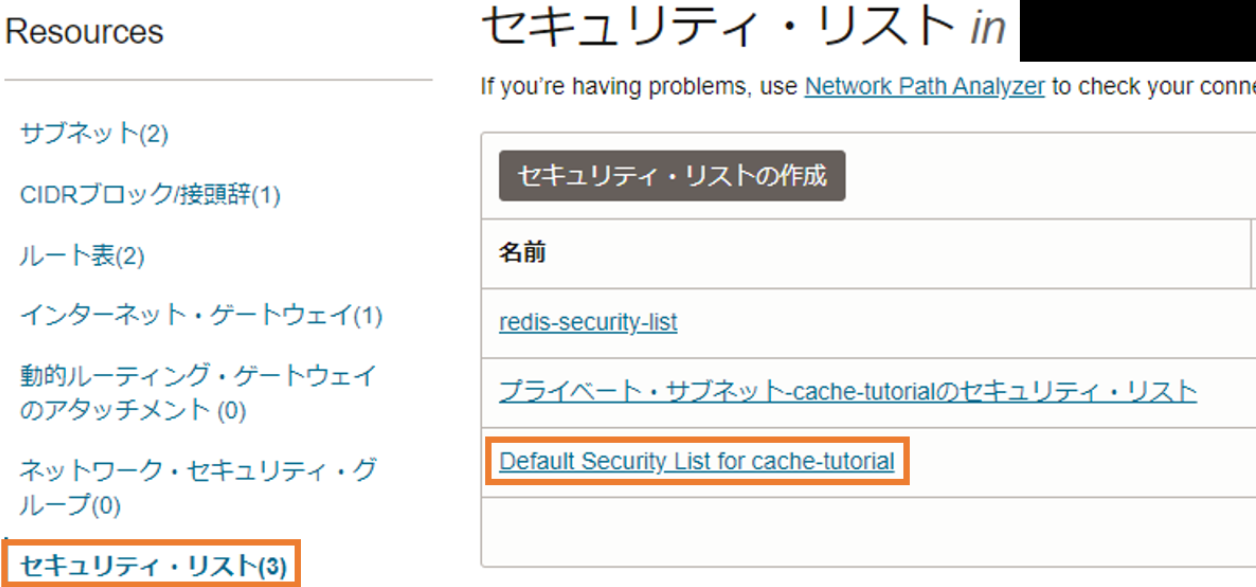 Resources
サブネット(2)
CIDRブロック/接頭辞(1)
ルート表(2)
インターネット・ゲートウェイ(1)
動的ルーティング・ゲートウェイ
のアタッチメント (0)
ネットワーク・セキュリティ・グ
ループ(0)
セキュリティ・リスト(3)
セキュリティ・リスト in
If you're having problems, use Network Path Analyzer to check your conne
セキュリティ・リストの作成
名前
redis-security-list
プライベート・サブネット-cache-tutorialのセキュリティ・リスト
Default Security List for cache-tutorial